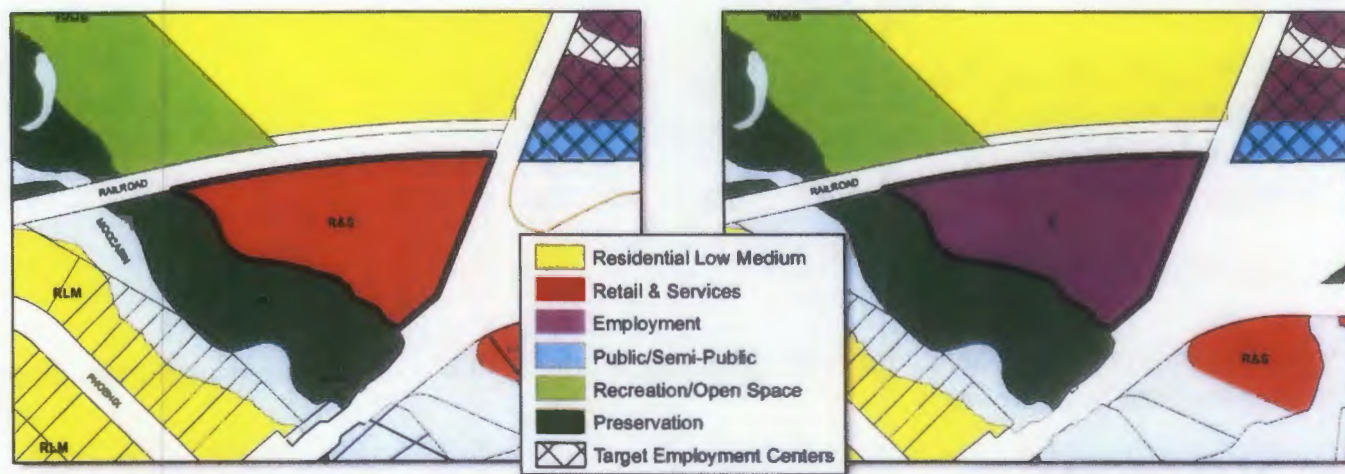 RAILROAD
R&S
MOCCASIN
RLM
PHOENIX
RLM
Residential Low Medium
Retail & Services
Employment
Public/Semi-Public
Recreation/Open Space
Preservation
Target Employment Centers
RAILROAD
R&S